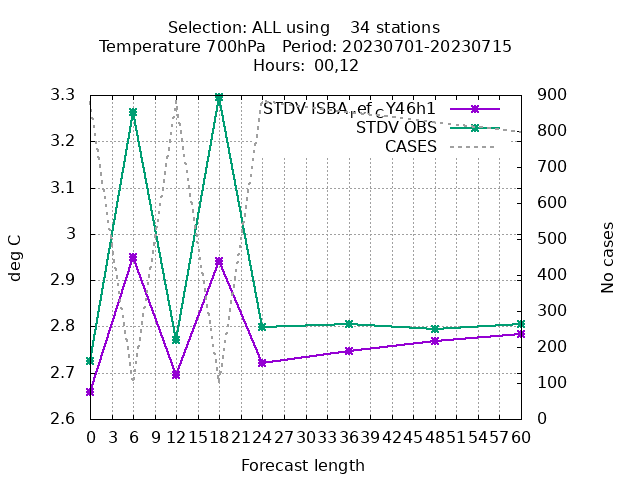 Selection: ALL using    34 stations
Temperature 700hPa   Period: 20230701-20230715
Hours:  00,12
STDV ISBA_ref_CY46h1
STDV OBS
CASES
3.3
3.2
3.1
3
2.9
2.8
2.7
2.6
900
800
700
600
500
400
300
200
100
0
deg C
No cases
0 3 6 9 12 15 18 21 24 27 30 33 36 39 42 45 48 51 54 57 60
Forecast length